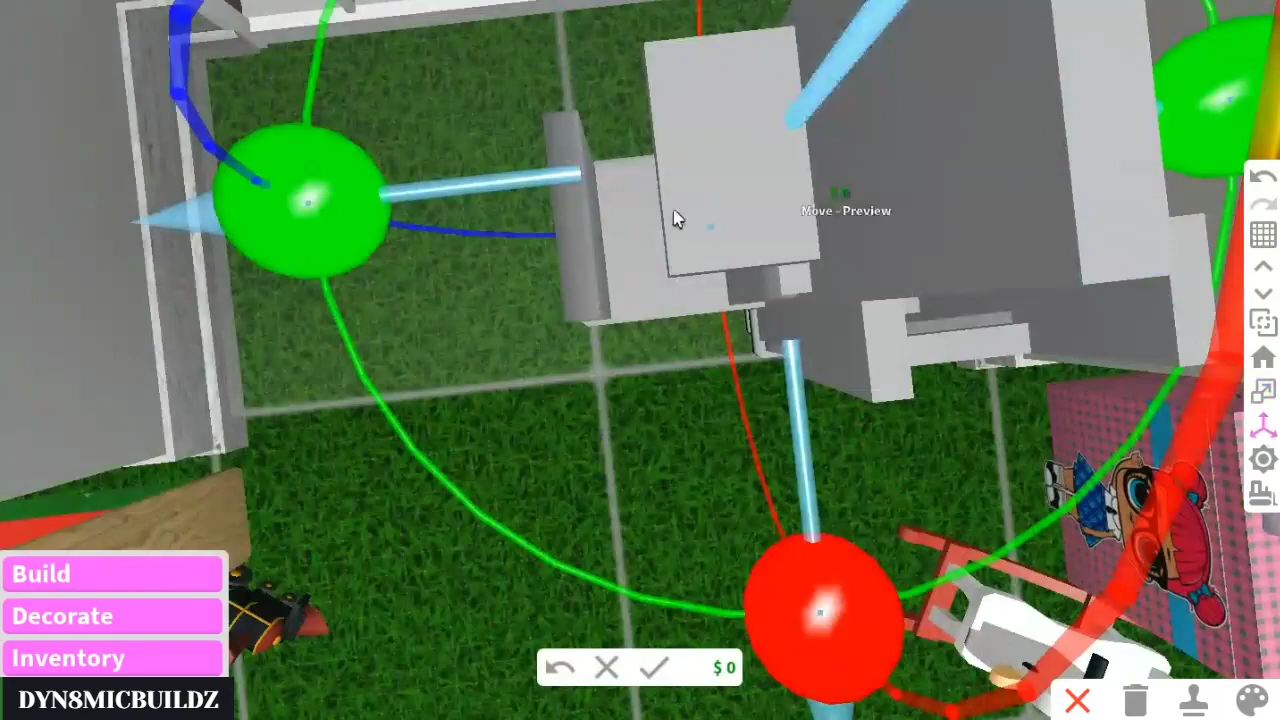 Move - Preview
Build
Decorate
Inventory
$ 0
DYN8MICBUILDZ